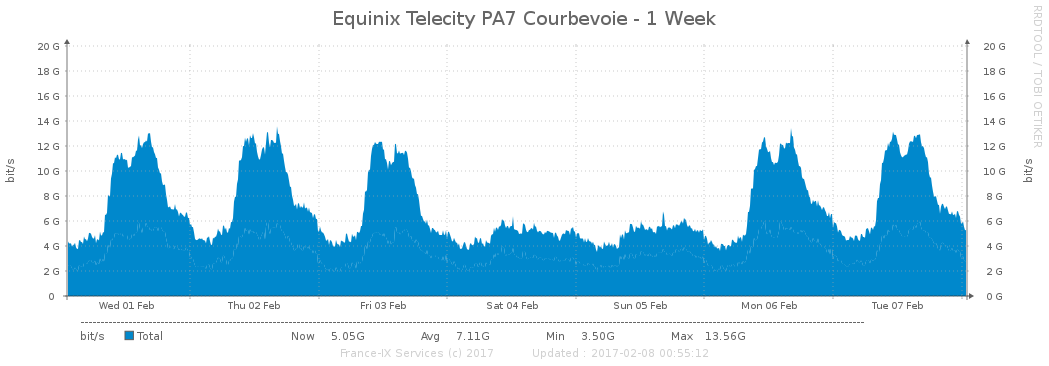 Equinix Telecity PA7 Courbevoie - 1 Week
RRDTOOL / TOBI OETIKER
bit/s
20 G
18 G
16 G
14 G
12 G
10 G
8 G
6 G
4 G
2 G
0
20 G
18 G
16 G
14 G
12 G
10 G
8 G
6 G
4 G
2 G
0 G
bit/s
Wed 01 Feb Thu 02 Feb Fri 03 Feb Sat 04 Feb Sun 05 Feb Mon 06 Feb Tue 07 Feb
bit/s Total Now 5.05G Avg 7.11G Min 3.50G Max 13.56G
France-IX Services (c) 2017 Updated : 2017-02-08 00:55:12